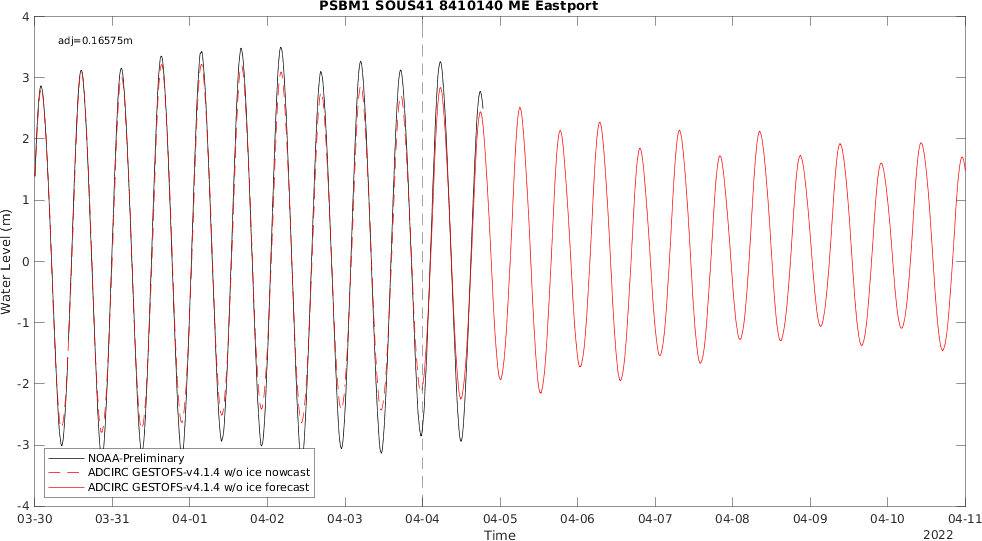 PSBM1 SOUS41 8410140 ME Eastport
adj=0.16575m
4
3
2
1
0
-1
-2
-3
-4
Water Level (m)
NOAA-Preliminary
ADCIRC GESTOFS-v4.1.4 w/o ice nowcast
ADCIRC GESTOFS-v4.1.4 w/o ice forecast
03-30 03-31 04-01 04-02 04-03 04-04 04-05 04-06 04-07 04-08 04-09 04-10 04-11
Time
2022